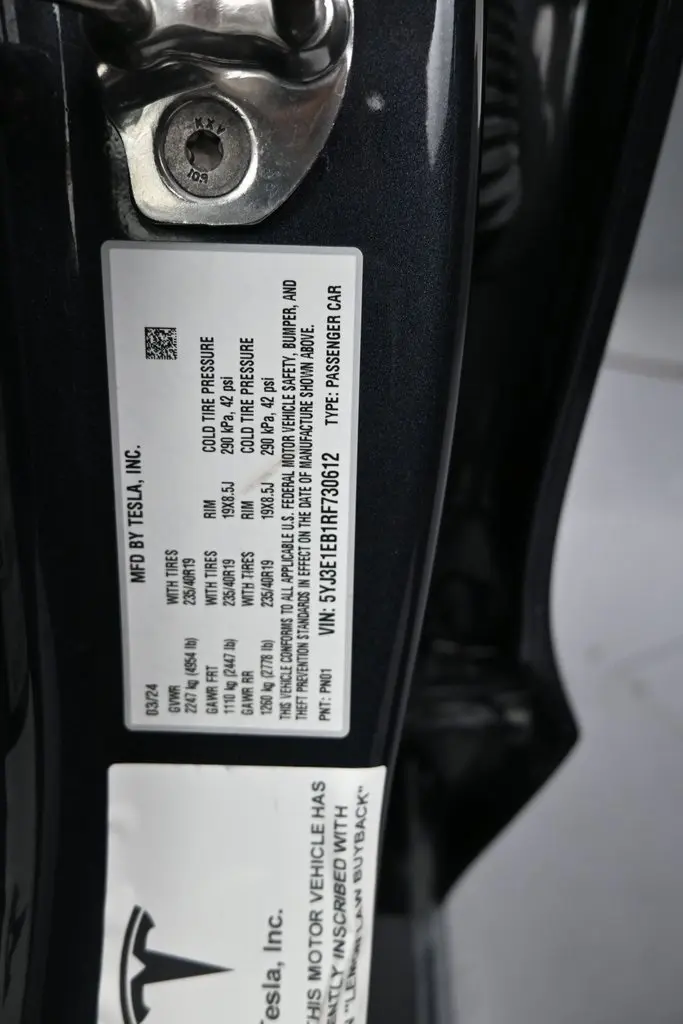 KXV
10.9
MFD BY TESLA, INC.
03/24
GVWR WITH TIRES
2247 kg (4954 lb) 235/40R19
GAWR FRT WITH TIRES RIM COLD TIRE PRESSURE
1110 kg (2447 lb) 235/40R19 19X8.5J 290 kPa, 42 psi
GAWR RR WITH TIRES RIM COLD TIRE PRESSURE
1260 kg (2778 lb) 235/40R19 19X8.5J 290 kPa, 42 psi
THIS VEHICLE CONFORMS TO ALL APPLICABLE U.S. FEDERAL MOTOR VEHICLE SAFETY, BUMPER, AND
THEFT PREVENTION STANDARDS IN EFFECT ON THE DATE OF MANUFACTURE SHOWN ABOVE.
PNT: PN01 VIN: 5YJ3E1EB1RF730612 TYPE: PASSENGER CAR
Tesla, Inc.
THIS MOTOR VEHICLE HAS
INSCRIBED WITH
"LEMON LAW BUYBACK"